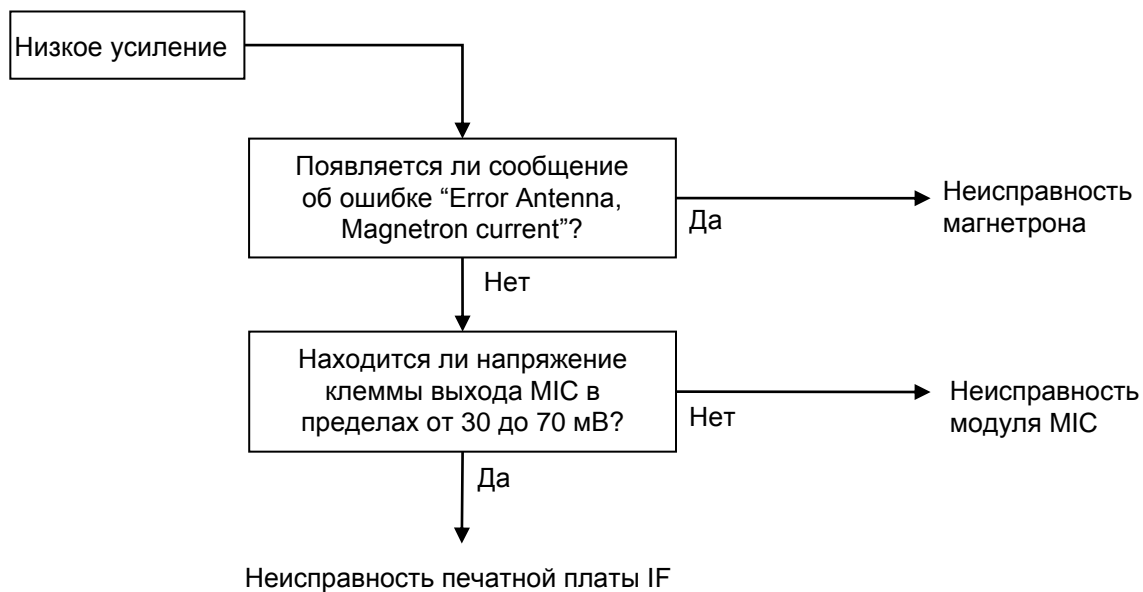 Низкое усиление
Появляется ли сообщение
об ошибке “Error Antenna,
Magnetron current”?
Да
Неисправность
магнетрона
Нет
Находится ли напряжение
клеммы выхода MIC в
пределах от 30 до 70 мВ?
Нет
Неисправность
модуля MIC
Да
Неисправность печатной платы IF